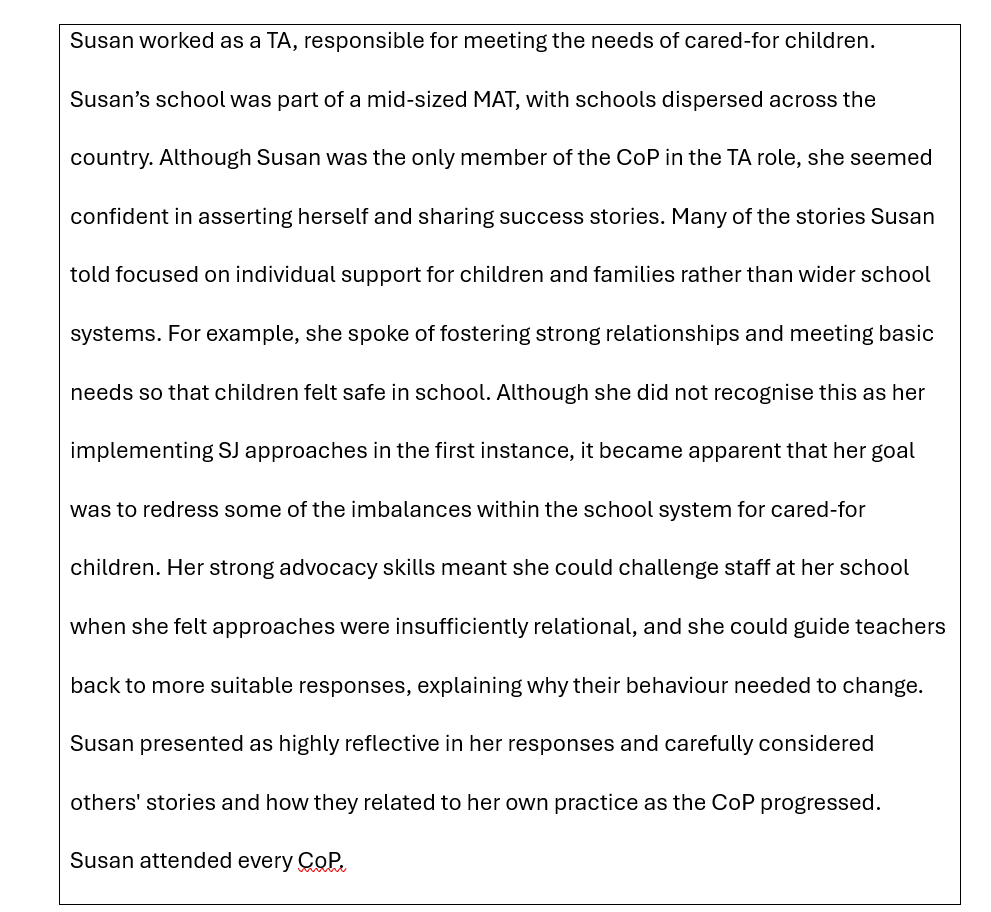 Susan worked as a TA, responsible for meeting the needs of cared-for children.
Susan’s school was part of a mid-sized MAT, with schools dispersed across the
country. Although Susan was the only member of the CoP in the TA role, she seemed
confident in asserting herself and sharing success stories. Many of the stories Susan
told focused on individual support for children and families rather than wider school
systems. For example, she spoke of fostering strong relationships and meeting basic
needs so that children felt safe in school. Although she did not recognise this as her
implementing SJ approaches in the first instance, it became apparent that her goal
was to redress some of the imbalances within the school system for cared-for
children. Her strong advocacy skills meant she could challenge staff at her school
when she felt approaches were insufficiently relational, and she could guide teachers
back to more suitable responses, explaining why their behaviour needed to change.
Susan presented as highly reflective in her responses and carefully considered
others' stories and how they related to her own practice as the CoP progressed.
Susan attended every CoP.